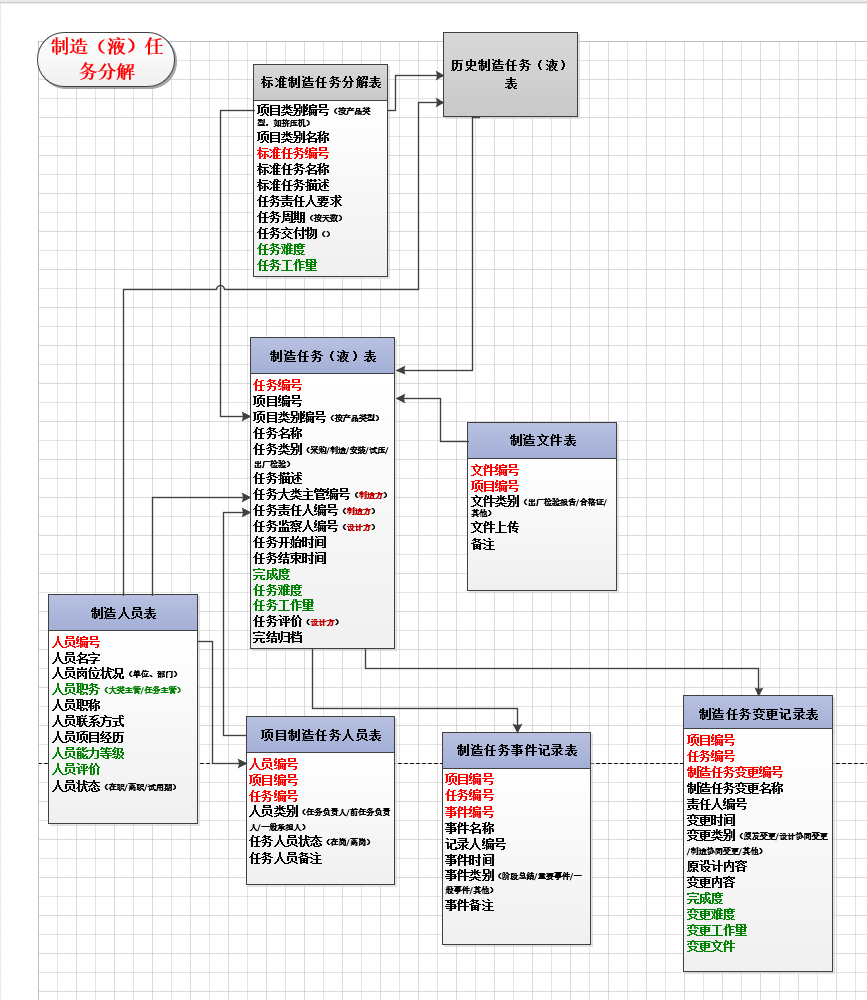 制造（液）任
务分解
标准制造任务分解表
项目类别编号（按产品类
型，如挤压机）
项目类别名称
标准任务编号
标准任务名称
标准任务描述
任务责任人要求
任务周期（按天数）
任务交付物（）
任务难度
任务工作量
历史制造任务（液）
表
制造任务（液）表
任务编号
项目编号
项目类别编号（按产品类型）
任务名称
任务类别（采购/制造/安装/试压/
出厂检验）
任务描述
任务大类主管编号（制造方）
任务责任人编号（制造方）
任务监察人编号（设计方）
任务开始时间
任务结束时间
完成度
任务难度
任务工作量
任务评价（设计方）
完结归档
制造文件表
文件编号
项目编号
文件类别（出厂检验报告/合格证/
其他）
文件上传
备注
制造人员表
人员编号
人员名字
人员岗位状况（单位、部门）
人员职务（大类主管/任务主管）
人员职称
人员联系方式
人员项目经历
人员能力等级
人员评价
人员状态（在职/离职/试用期）
项目制造任务人员表
人员编号
项目编号
任务编号
人员类别（任务负责人/前任务负责
人/一般承担人）
任务人员状态（在岗/离岗）
任务人员备注
制造任务事件记录表
项目编号
任务编号
事件编号
事件名称
记录人编号
事件时间
事件类别（阶段总结/重要事件/一
般事件/其他）
事件备注
制造任务变更记录表
项目编号
任务编号
制造任务变更编号
制造任务变更名称
责任人编号
变更时间
变更类别（原发变更/设计协同变更
/制造协同变更/其他）
原设计内容
变更内容
完成度
变更难度
变更工作量
变更文件